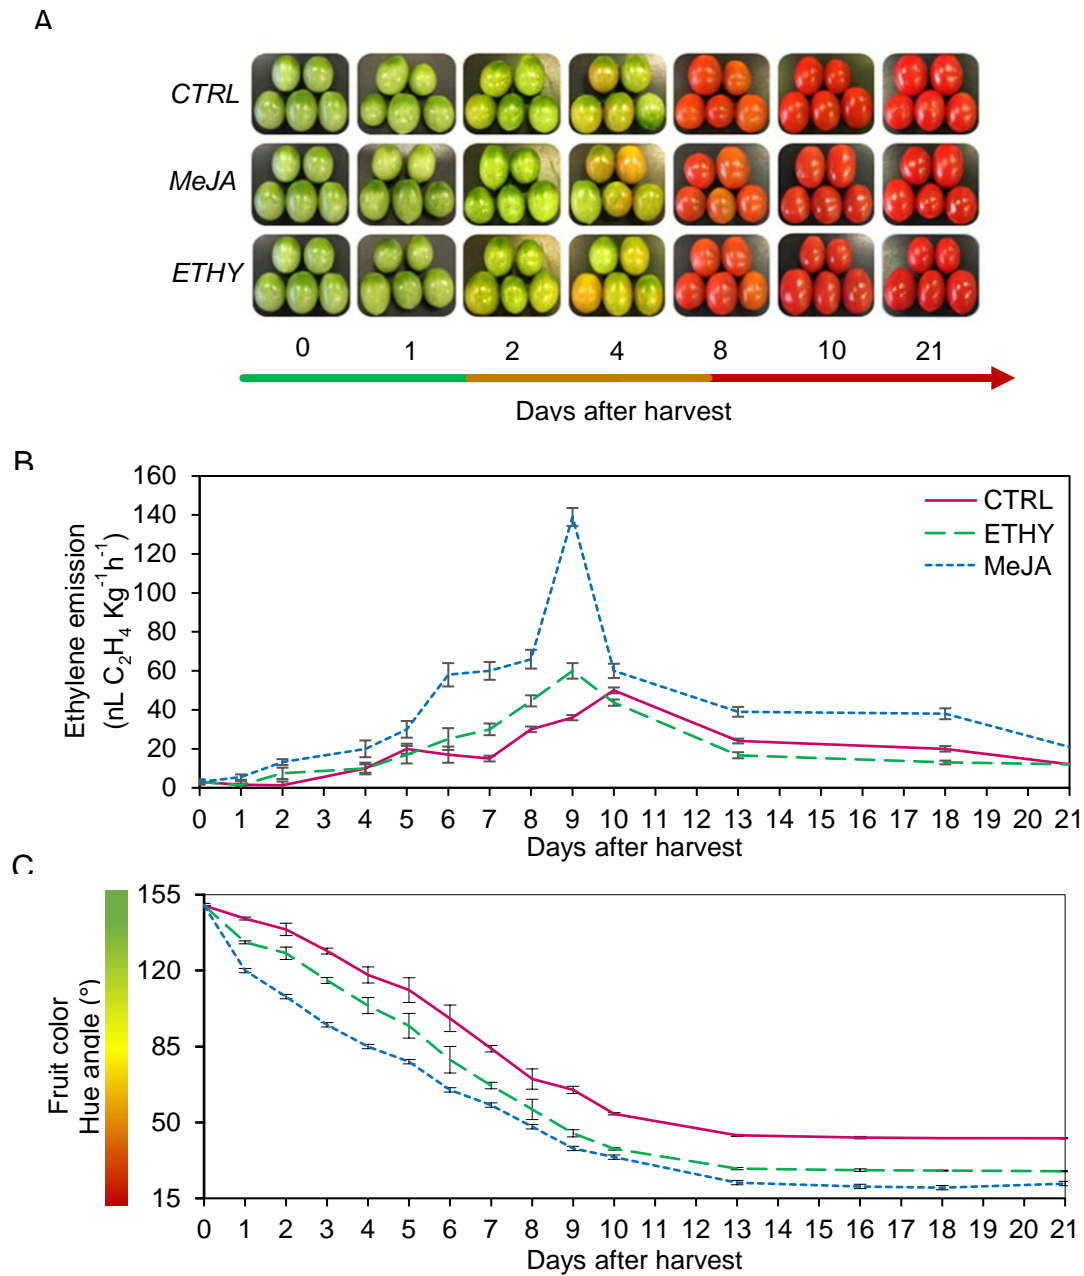 A
CTRL
MeJA
ETHY
0 1 2 4 8 10 21
Days after harvest
B
Ethylene emission
(nL C₂H₄ Kg⁻¹h⁻¹)
160
140
120
100
80
60
40
20
0
CTRL
ETHY
MeJA
0 1 2 3 4 5 6 7 8 9 10 11 12 13 14 15 16 17 18 19 20 21
Days after harvest
C
Fruit color
Hue angle (°)
155
120
85
50
15
0 1 2 3 4 5 6 7 8 9 10 11 12 13 14 15 16 17 18 19 20 21
Days after harvest